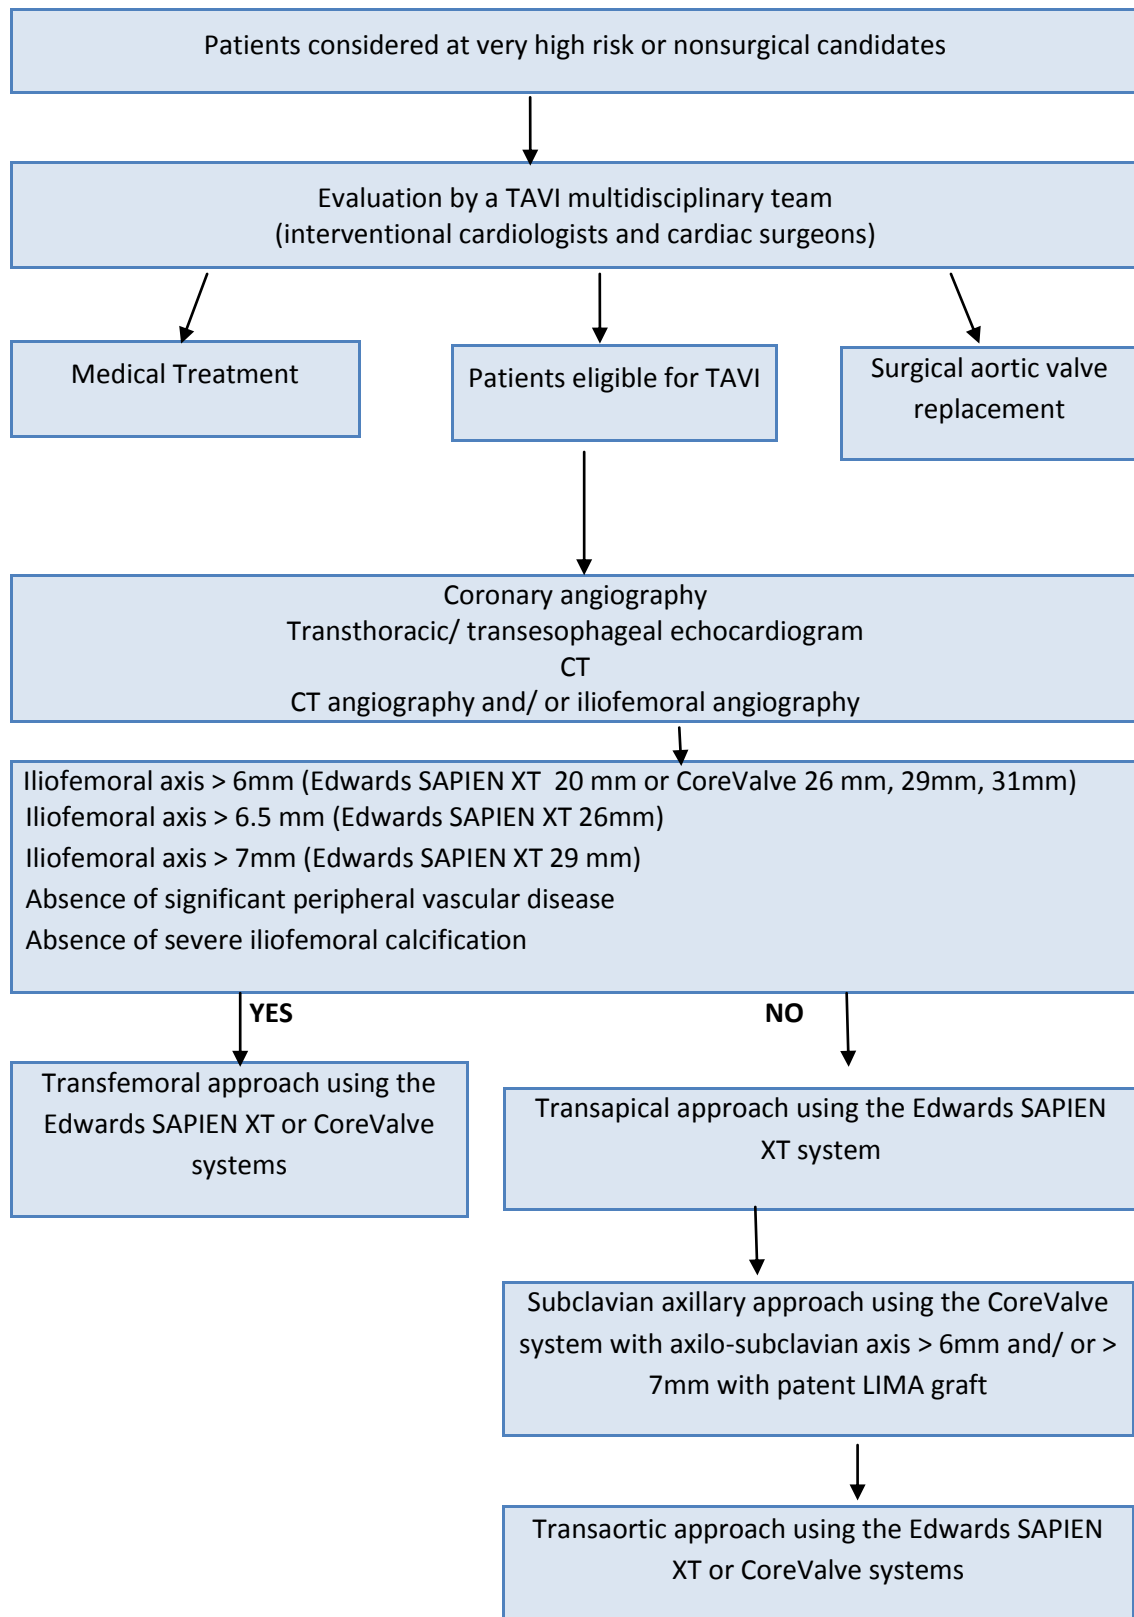 Patients considered at very high risk or nonsurgical candidates
Evaluation by a TAVI multidisciplinary team
(interventional cardiologists and cardiac surgeons)
Medical Treatment
Patients eligible for TAVI
Surgical aortic valve
replacement
Coronary angiography
Transthoracic/ transesophageal echocardiogram
CT
CT angiography and/ or iliofemoral angiography
Iliofemoral axis > 6mm (Edwards SAPIEN XT  20 mm or CoreValve 26 mm, 29mm, 31mm)
Iliofemoral axis > 6.5 mm (Edwards SAPIEN XT 26mm)
Iliofemoral axis > 7mm (Edwards SAPIEN XT 29 mm)
Absence of significant peripheral vascular disease
Absence of severe iliofemoral calcification
YES
NO
Transfemoral approach using the
Edwards SAPIEN XT or CoreValve
systems
Transapical approach using the Edwards SAPIEN
XT system
Subclavian axillary approach using the CoreValve
system with axilo-subclavian axis > 6mm and/ or >
7mm with patent LIMA graft
Transaortic approach using the Edwards SAPIEN
XT or CoreValve systems